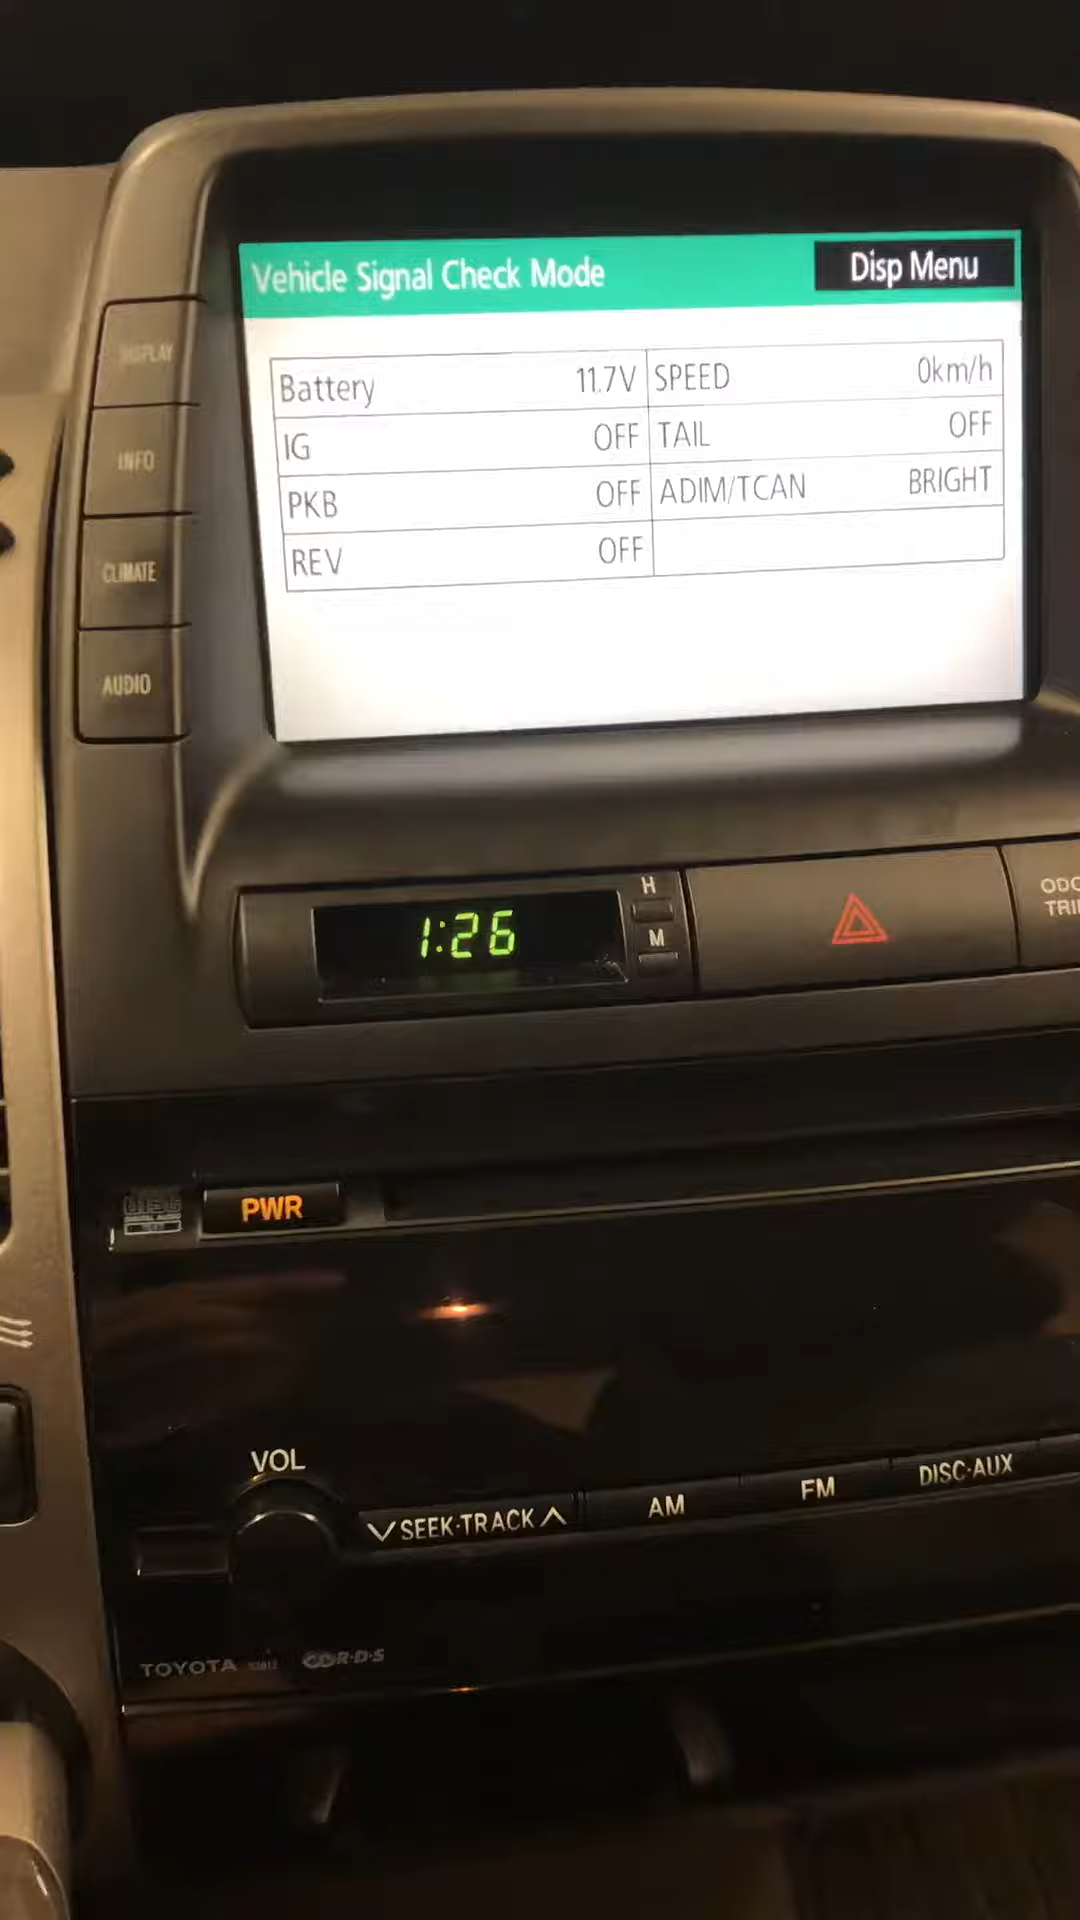 Vehicle Signal Check Mode
Disp Menu
Battery 11.7V SPEED 0km/h
IG OFF TAIL OFF
PKB OFF ADIM/TCAN BRIGHT
REV OFF
DISPLAY
INFO
CLIMATE
AUDIO
1:26
H
M
PWR
VOL
SEEK·TRACK
AM
FM
DISC·AUX
TOYOTA
R·D·S